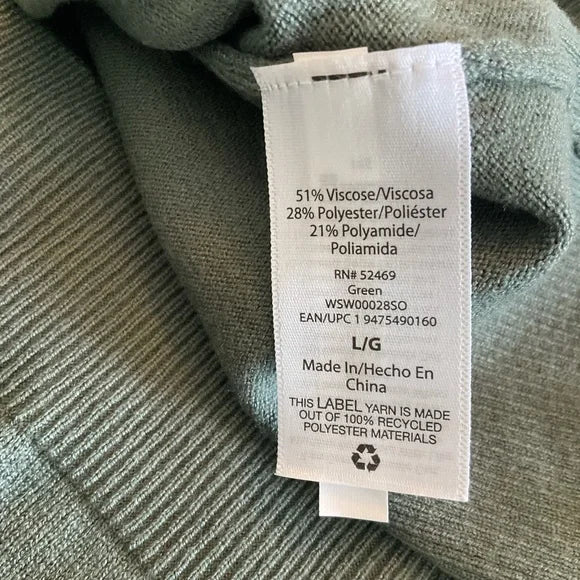 51% Viscose/Viscosa
28% Polyester/Poliéster
21% Polyamide/
Poliamida
RN# 52469
Green
WSW00028SO
EAN/UPC 1 9475490160
L/G
Made In/Hecho En
China
THIS LABEL YARN IS MADE
OUT OF 100% RECYCLED
POLYESTER MATERIALS